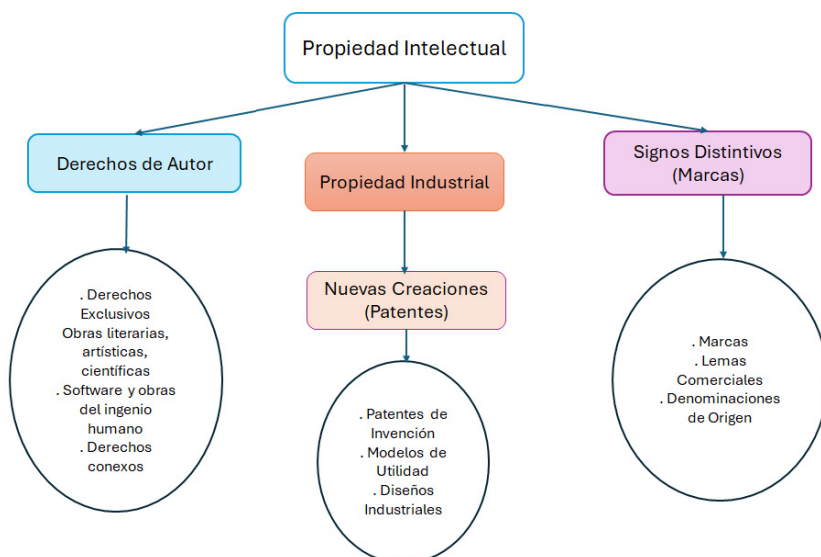 Propiedad Intelectual
Derechos de Autor
Propiedad Industrial
Signos Distintivos
(Marcas)
Nuevas Creaciones
(Patentes)
. Derechos
Exclusivos
Obras literarias,
artísticas,
científicas
. Software y obras
del ingenio
humano
. Derechos
conexos
. Patentes de
Invención
. Modelos de
Utilidad
. Diseños
Industriales
. Marcas
. Lemas
Comerciales
. Denominaciones
de Origen